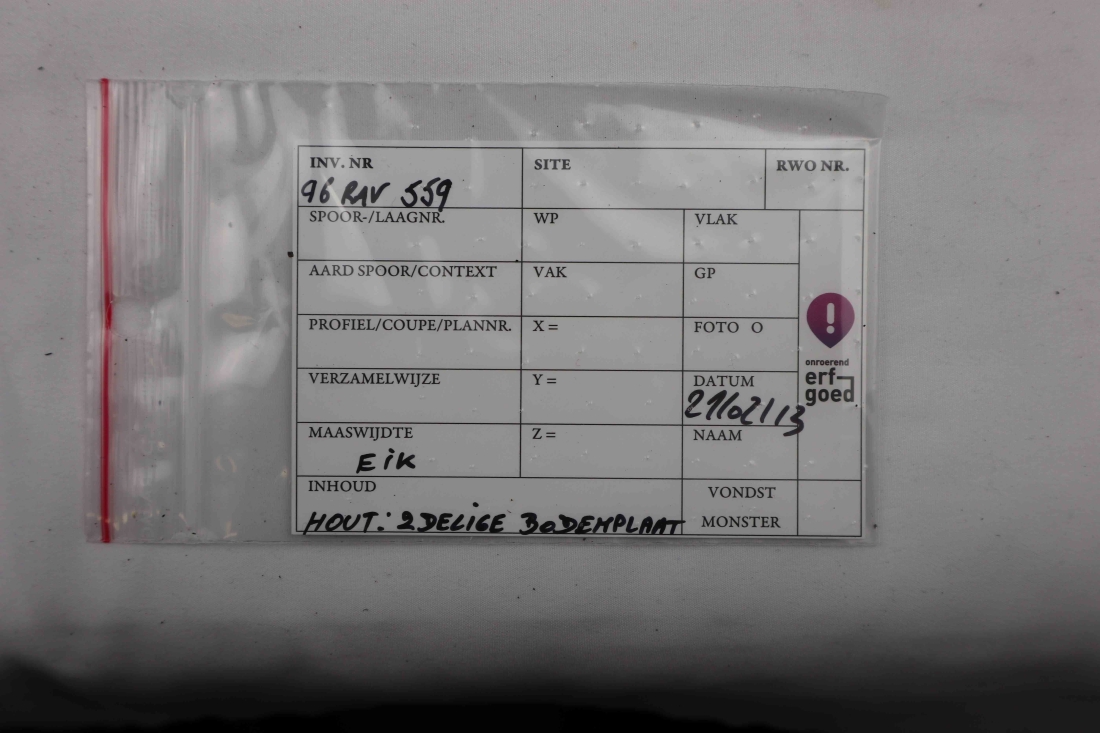 INV. NR SITE RWO NR.
96 RAV 559
SPOOR-/LAAGNR. WP VLAK
AARD SPOOR/CONTEXT VAK GP
PROFIEL/COUPE/PLANNR. X = FOTO O
onroerend
erf-
goed
VERZAMELWIJZE Y = DATUM
21/02/13
MAASWIJDTE Z = NAAM
EiK
INHOUD VONDST
HOUT: 2DELIGE BODEMPLAAT MONSTER